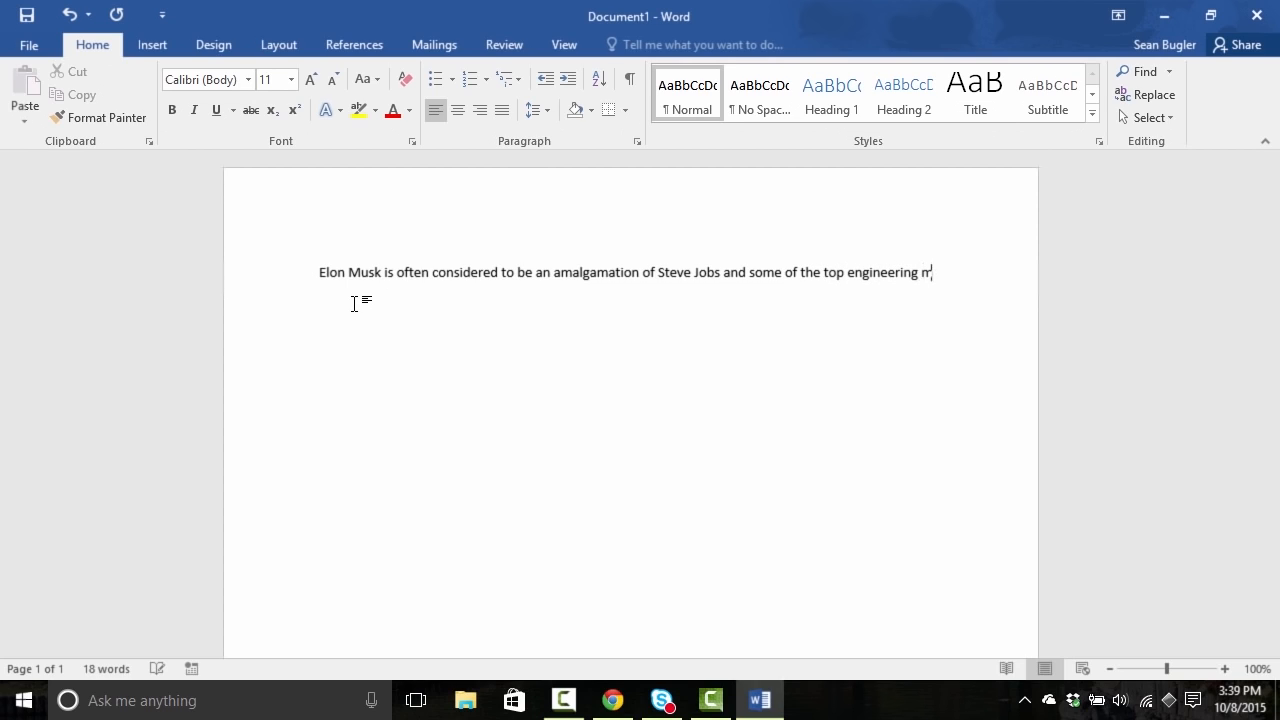 Document1 - Word
File Home Insert Design Layout References Mailings Review View Tell me what you want to do... Sean Bugler Share
Paste
Cut
Copy
Format Painter
Clipboard
Calibri (Body) 11 Aa
B I U abc X₂ X² A A
Font
Paragraph
AaBbCcDc AaBbCcDc AaBbCc AaBbCcD AaB AaBbCcD
¶ Normal ¶ No Spac... Heading 1 Heading 2 Title Subtitle
Styles
Find
Replace
Select
Editing
Elon Musk is often considered to be an amalgamation of Steve Jobs and some of the top engineering
Page 1 of 1 18 words 100%
Ask me anything
3:39 PM
10/8/2015